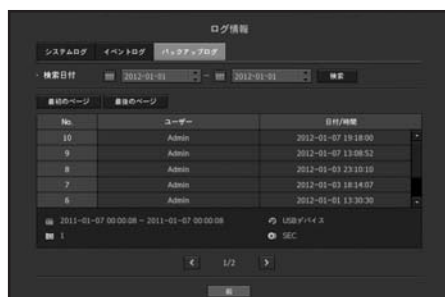 ログ情報
システムログ イベントログ バックアップログ
・検索日付 2012-01-01 ~ 2012-01-01 検索
最初のページ 最後のページ
No. ユーザー 日付/時間
10 Admin 2012-01-07 19:18:00
9 Admin 2012-01-07 13:08:52
8 Admin 2012-01-03 23:10:10
7 Admin 2012-01-03 18:14:07
6 Admin 2012-01-01 13:30:30
2011-01-07 00:00:08 ~ 2011-01-07 00:00:08 USBデバイス
1 SEC
< 1/2 >
前